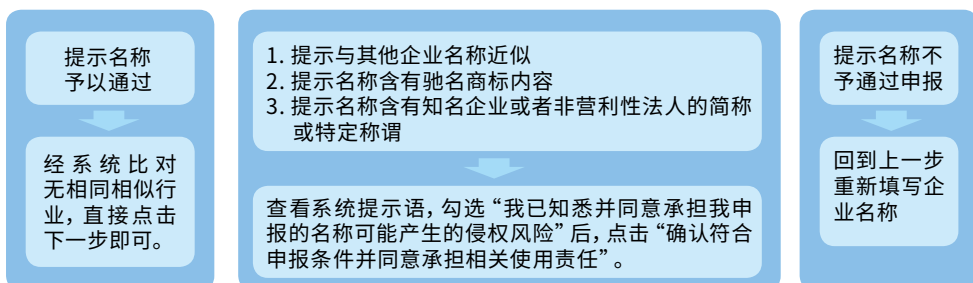 提示名称
予以通过
经系统比对
无相同相似行
业，直接点击
下一步即可。
1. 提示与其他企业名称近似
2. 提示名称含有驰名商标内容
3. 提示名称含有知名企业或者非营利性法人的简称
或特定称谓
查看系统提示语，勾选“我已知悉并同意承担我申
报的名称可能产生的侵权风险”后，点击“确认符合
申报条件并同意承担相关使用责任”。
提示名称不
予通过申报
回到上一步
重新填写企
业名称